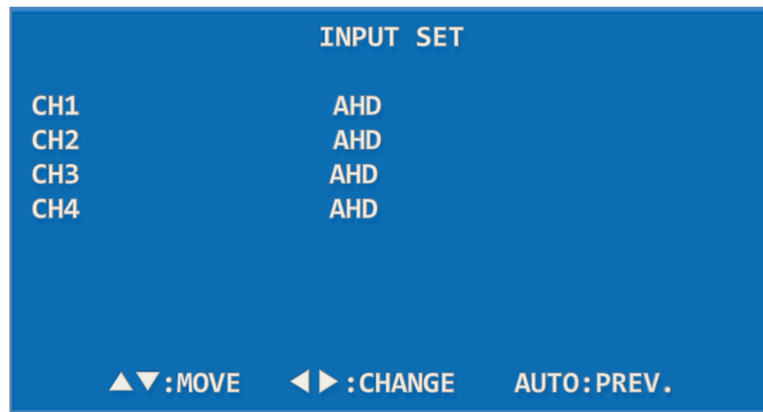 INPUT SET
CH1 AHD
CH2 AHD
CH3 AHD
CH4 AHD
▲▼:MOVE ◀▶:CHANGE AUTO:PREV.